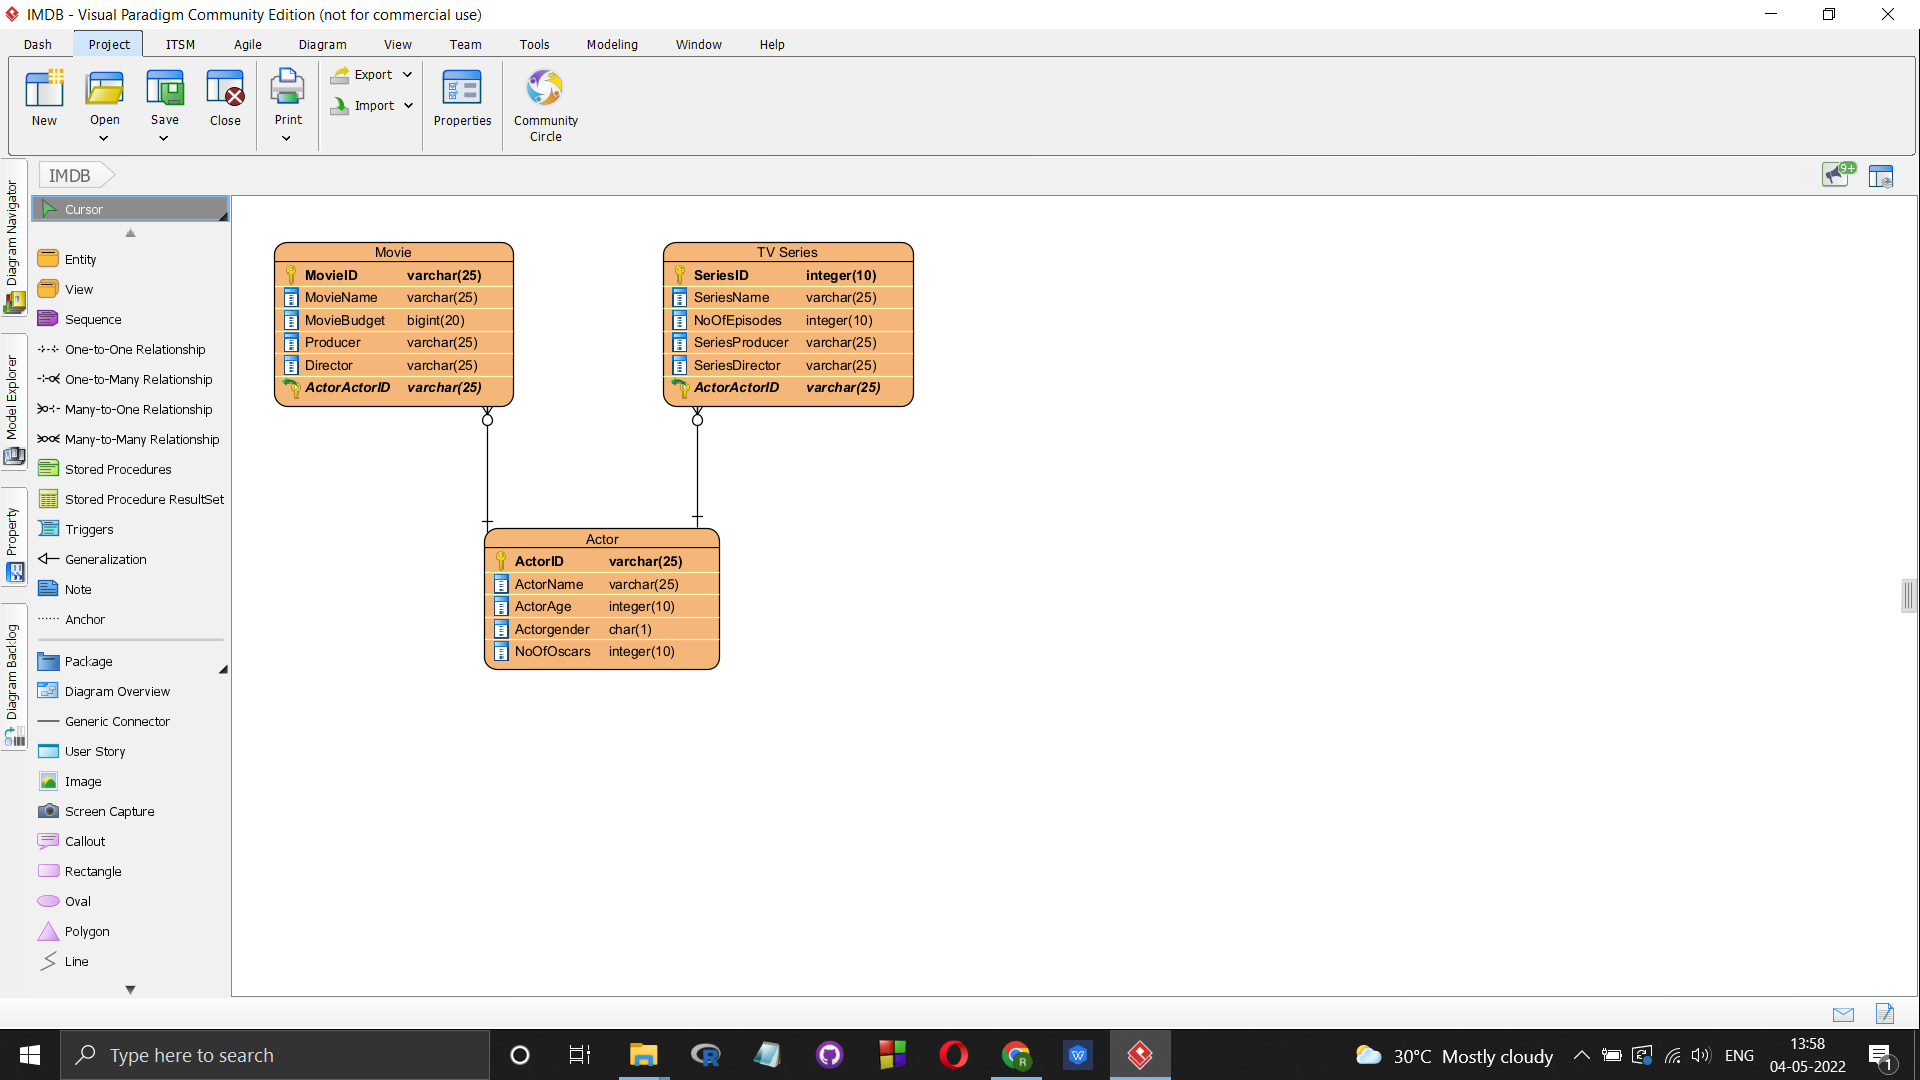 IMDB - Visual Paradigm Community Edition (not for commercial use)
Dash Project ITSM Agile Diagram View Team Tools Modeling Window Help
New Open Save Close Print Export Import Properties Community Circle
IMDB
9+
Diagram Navigator
Model Explorer
Property
Diagram Backlog
Cursor
Entity
View
Sequence
One-to-One Relationship
One-to-Many Relationship
Many-to-One Relationship
Many-to-Many Relationship
Stored Procedures
Stored Procedure ResultSet
Triggers
Generalization
Note
Anchor
Package
Diagram Overview
Generic Connector
User Story
Image
Screen Capture
Callout
Rectangle
Oval
Polygon
Line
Movie
MovieID varchar(25)
MovieName varchar(25)
MovieBudget bigint(20)
Producer varchar(25)
Director varchar(25)
ActorActorID varchar(25)
TV Series
SeriesID integer(10)
SeriesName varchar(25)
NoOfEpisodes integer(10)
SeriesProducer varchar(25)
SeriesDirector varchar(25)
ActorActorID varchar(25)
Actor
ActorID varchar(25)
ActorName varchar(25)
ActorAge integer(10)
Actorgender char(1)
NoOfOscars integer(10)
Type here to search
R
W
30°C Mostly cloudy
ENG
13:58
04-05-2022
1